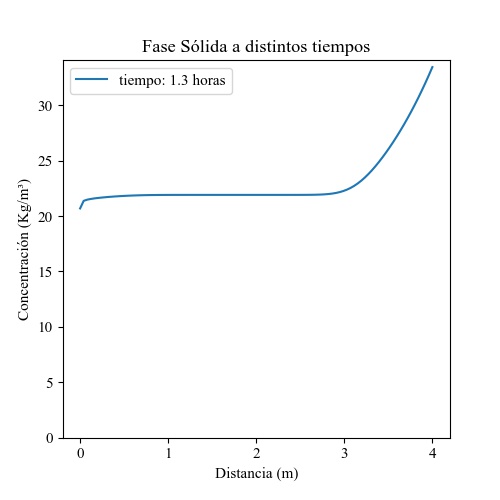 Fase Sólida a distintos tiempos
tiempo: 1.3 horas
Concentración (Kg/m³)
30
25
20
15
10
5
0
0 1 2 3 4
Distancia (m)